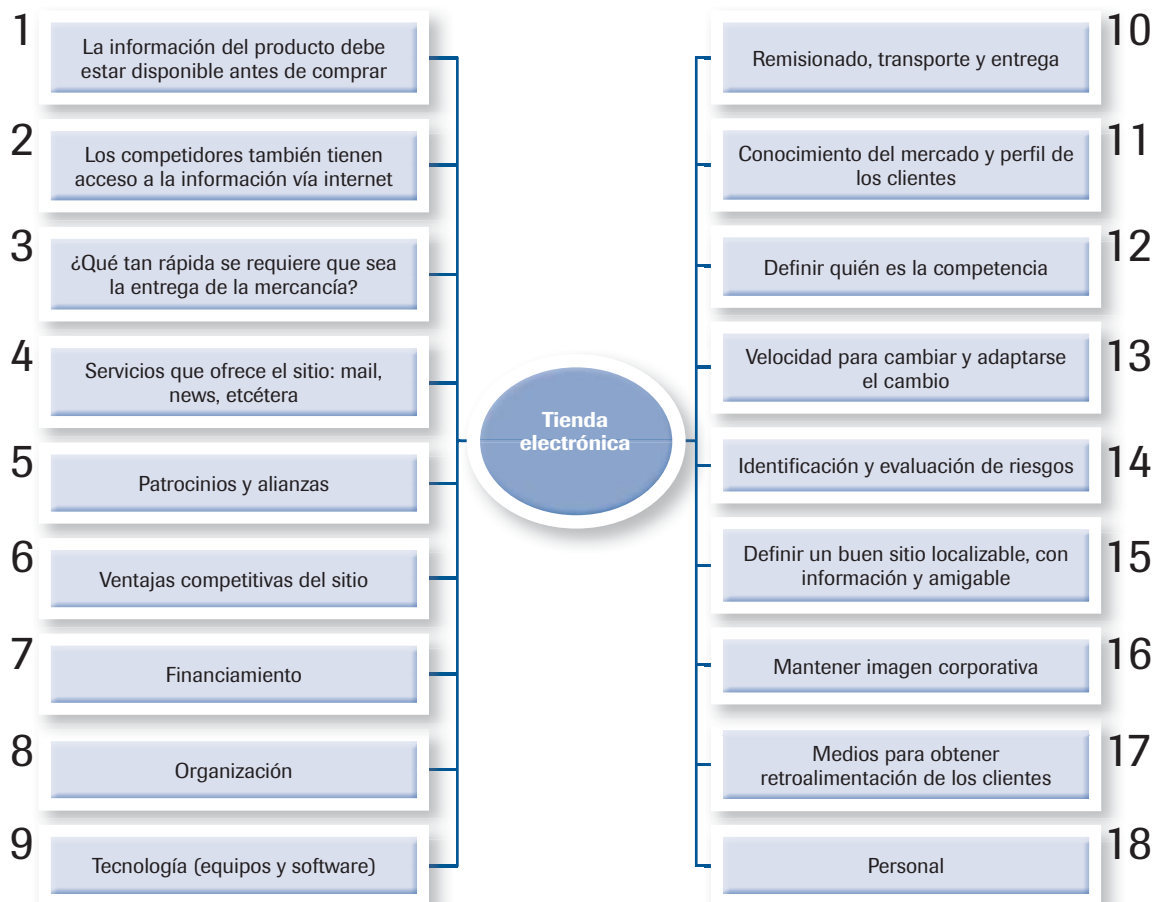 1
La información del producto debe
estar disponible antes de comprar
2
Los competidores también tienen
acceso a la información vía internet
3
¿Qué tan rápida se requiere que sea
la entrega de la mercancía?
4
Servicios que ofrece el sitio: mail,
news, etcétera
5
Patrocinios y alianzas
6
Ventajas competitivas del sitio
7
Financiamiento
8
Organización
9
Tecnología (equipos y software)
Tienda
electrónica
10
Remisionado, transporte y entrega
11
Conocimiento del mercado y perfil de
los clientes
12
Definir quién es la competencia
13
Velocidad para cambiar y adaptarse
el cambio
14
Identificación y evaluación de riesgos
15
Definir un buen sitio localizable, con
información y amigable
16
Mantener imagen corporativa
17
Medios para obtener
retroalimentación de los clientes
18
Personal